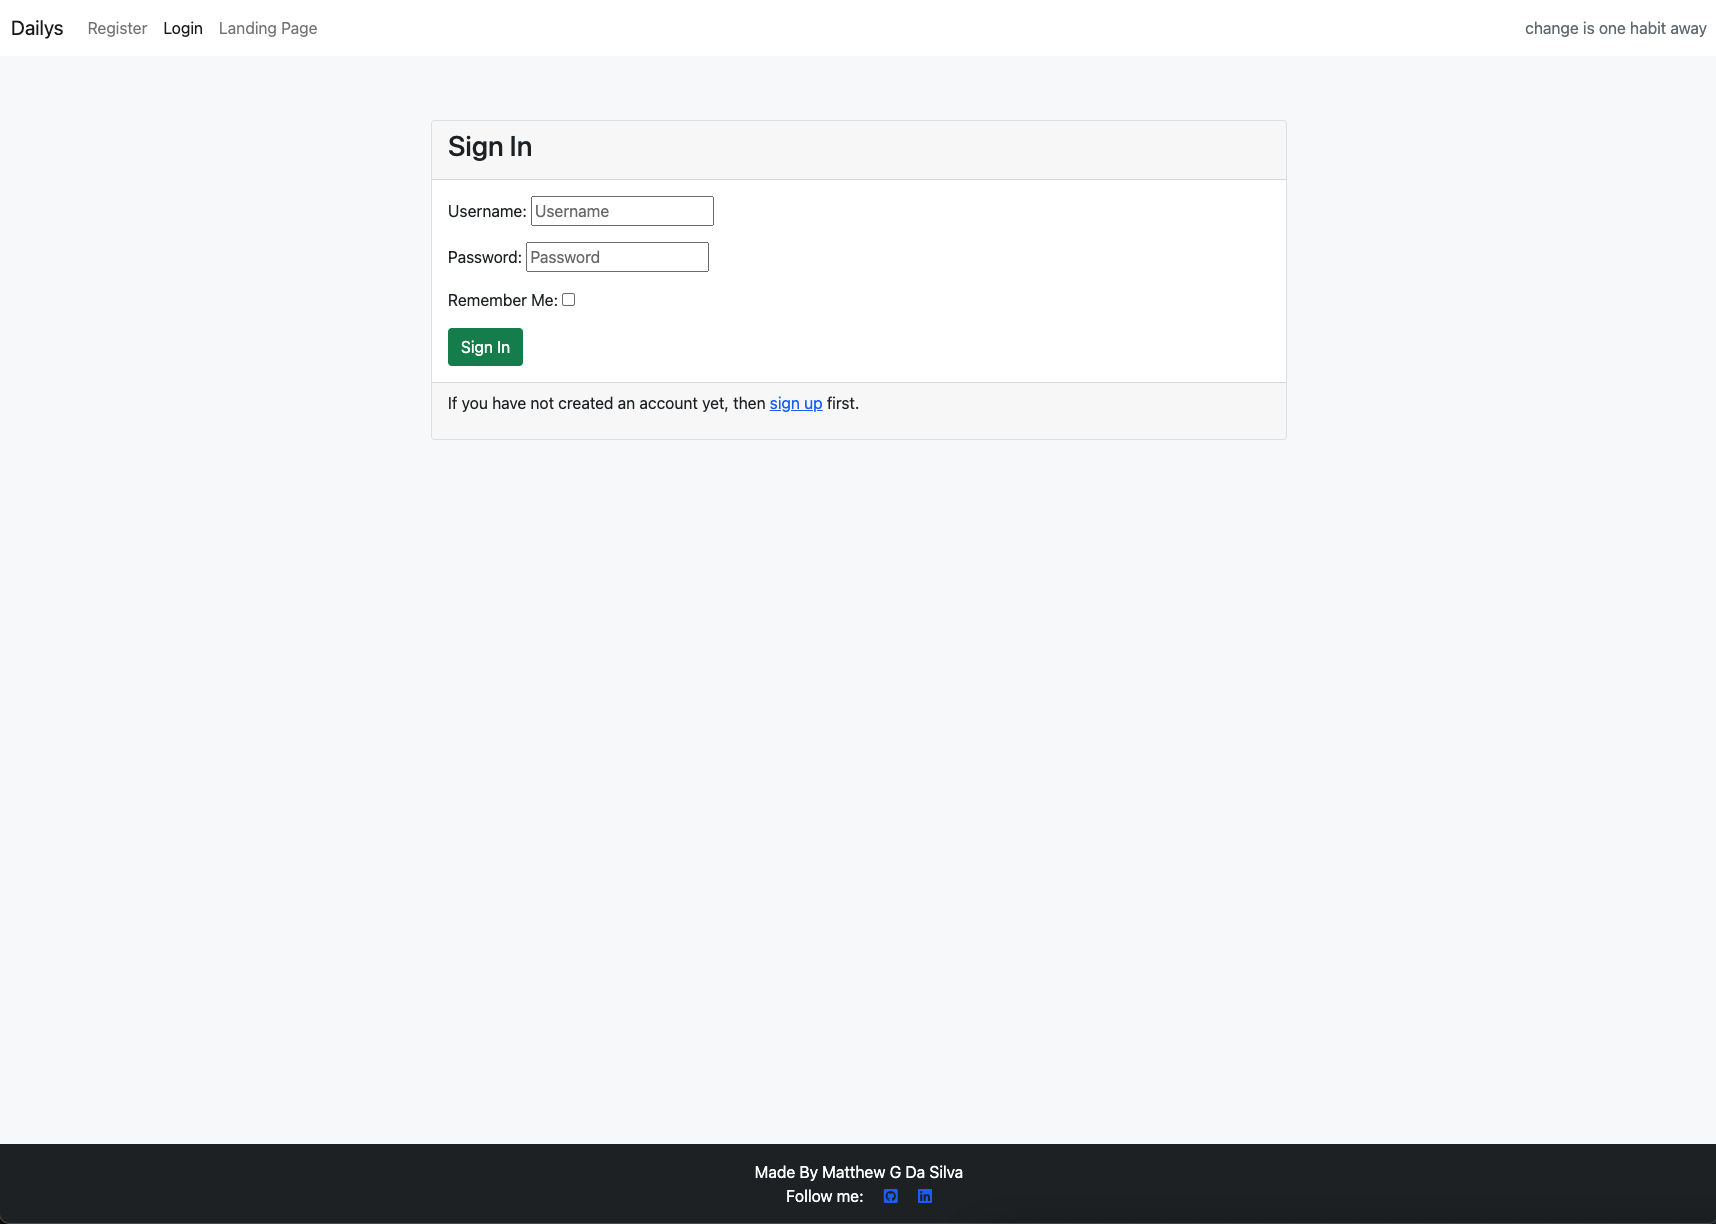 Dailys Register Login Landing Page change is one habit away
Sign In
Username: Username
Password: Password
Remember Me:
Sign In
If you have not created an account yet, then sign up first.
Made By Matthew G Da Silva
Follow me: